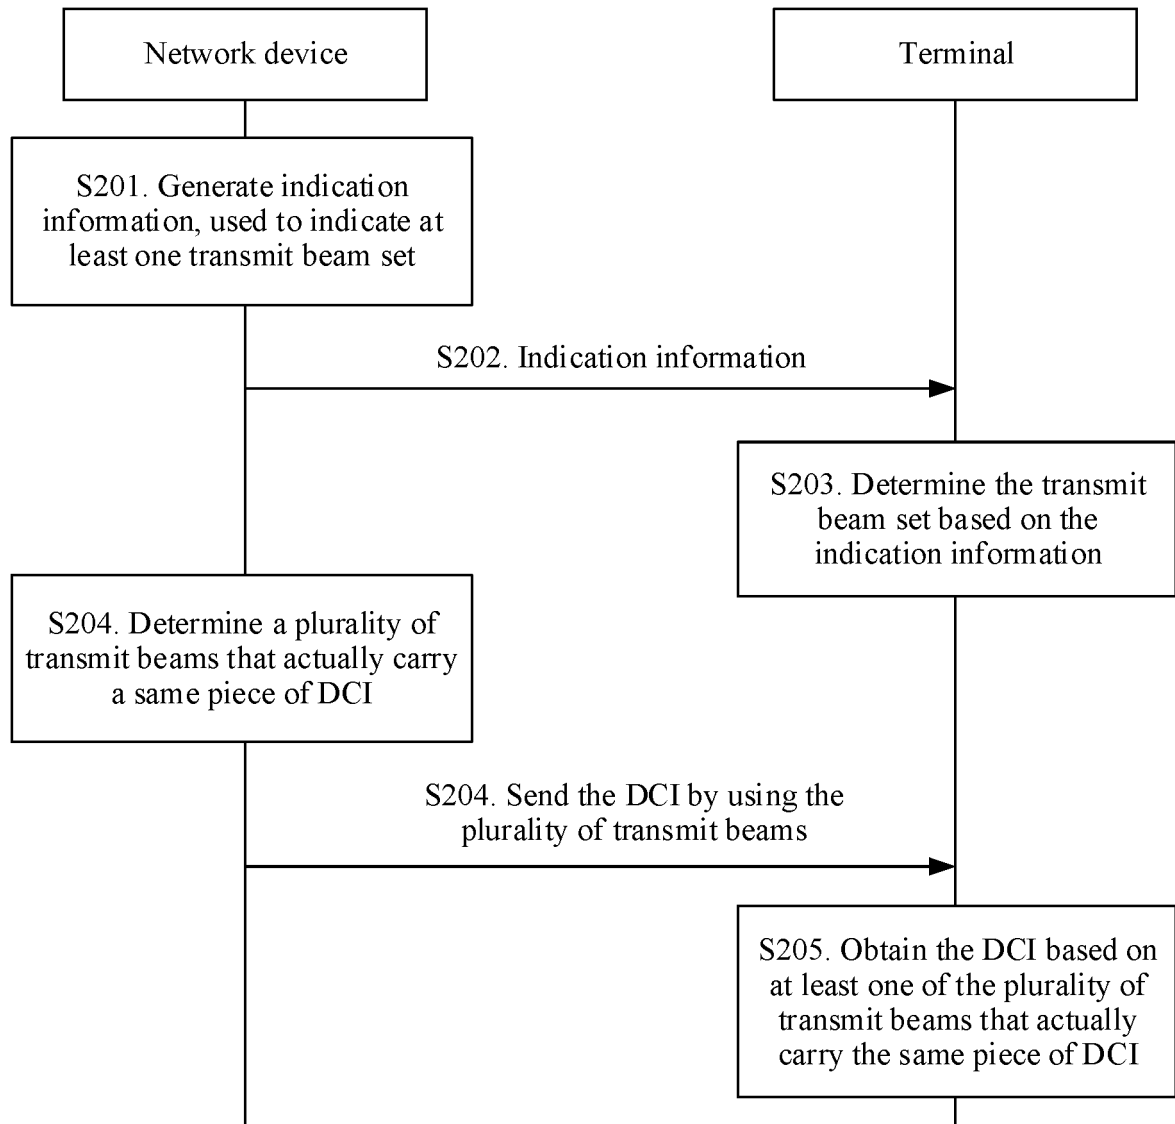 Network device
Terminal
S201. Generate indication
information, used to indicate at
least one transmit beam set
S202. Indication information
S203. Determine the transmit
beam set based on the
indication information
S204. Determine a plurality of
transmit beams that actually carry
a same piece of DCI
S204. Send the DCI by using the
plurality of transmit beams
S205. Obtain the DCI based on
at least one of the plurality of
transmit beams that actually
carry the same piece of DCI